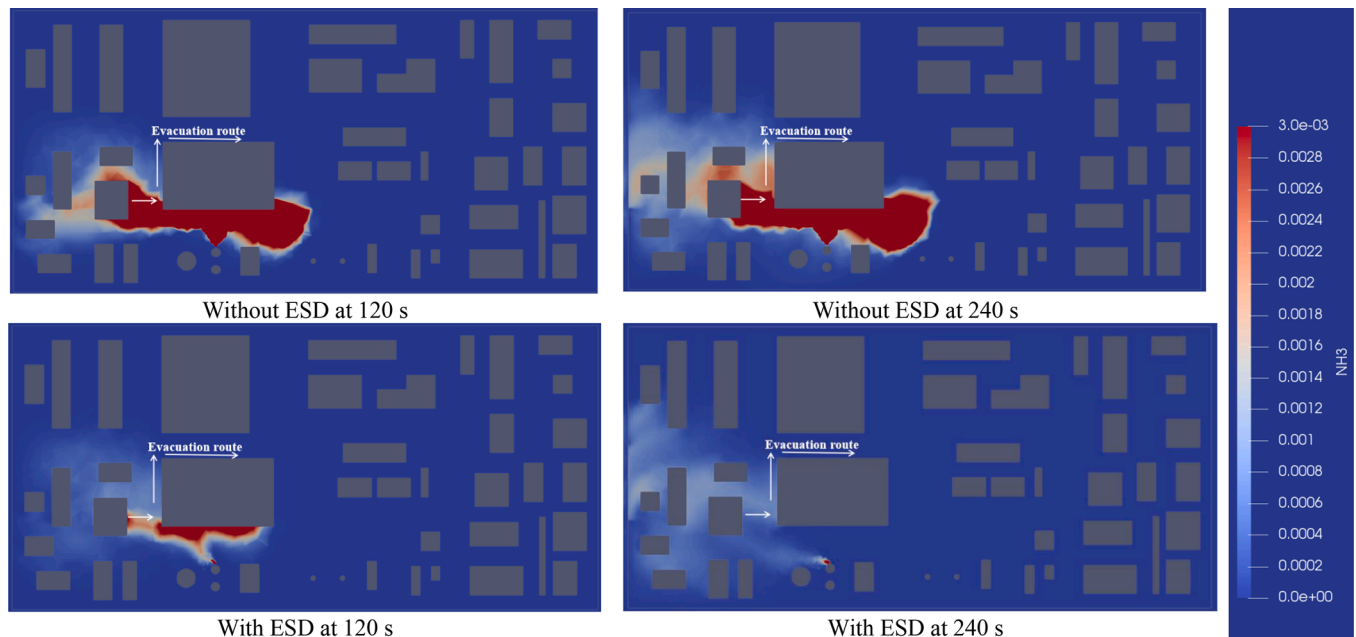 Evacuation route
Evacuation route
Without ESD at 120 s
Without ESD at 240 s
Evacuation route
Evacuation route
With ESD at 120 s
With ESD at 240 s
3.0e-03
0.0028
0.0026
0.0024
0.0022
0.002
0.0018
0.0016
0.0014
0.0012
0.001
0.0008
0.0006
0.0004
0.0002
0.0e+00
NH3